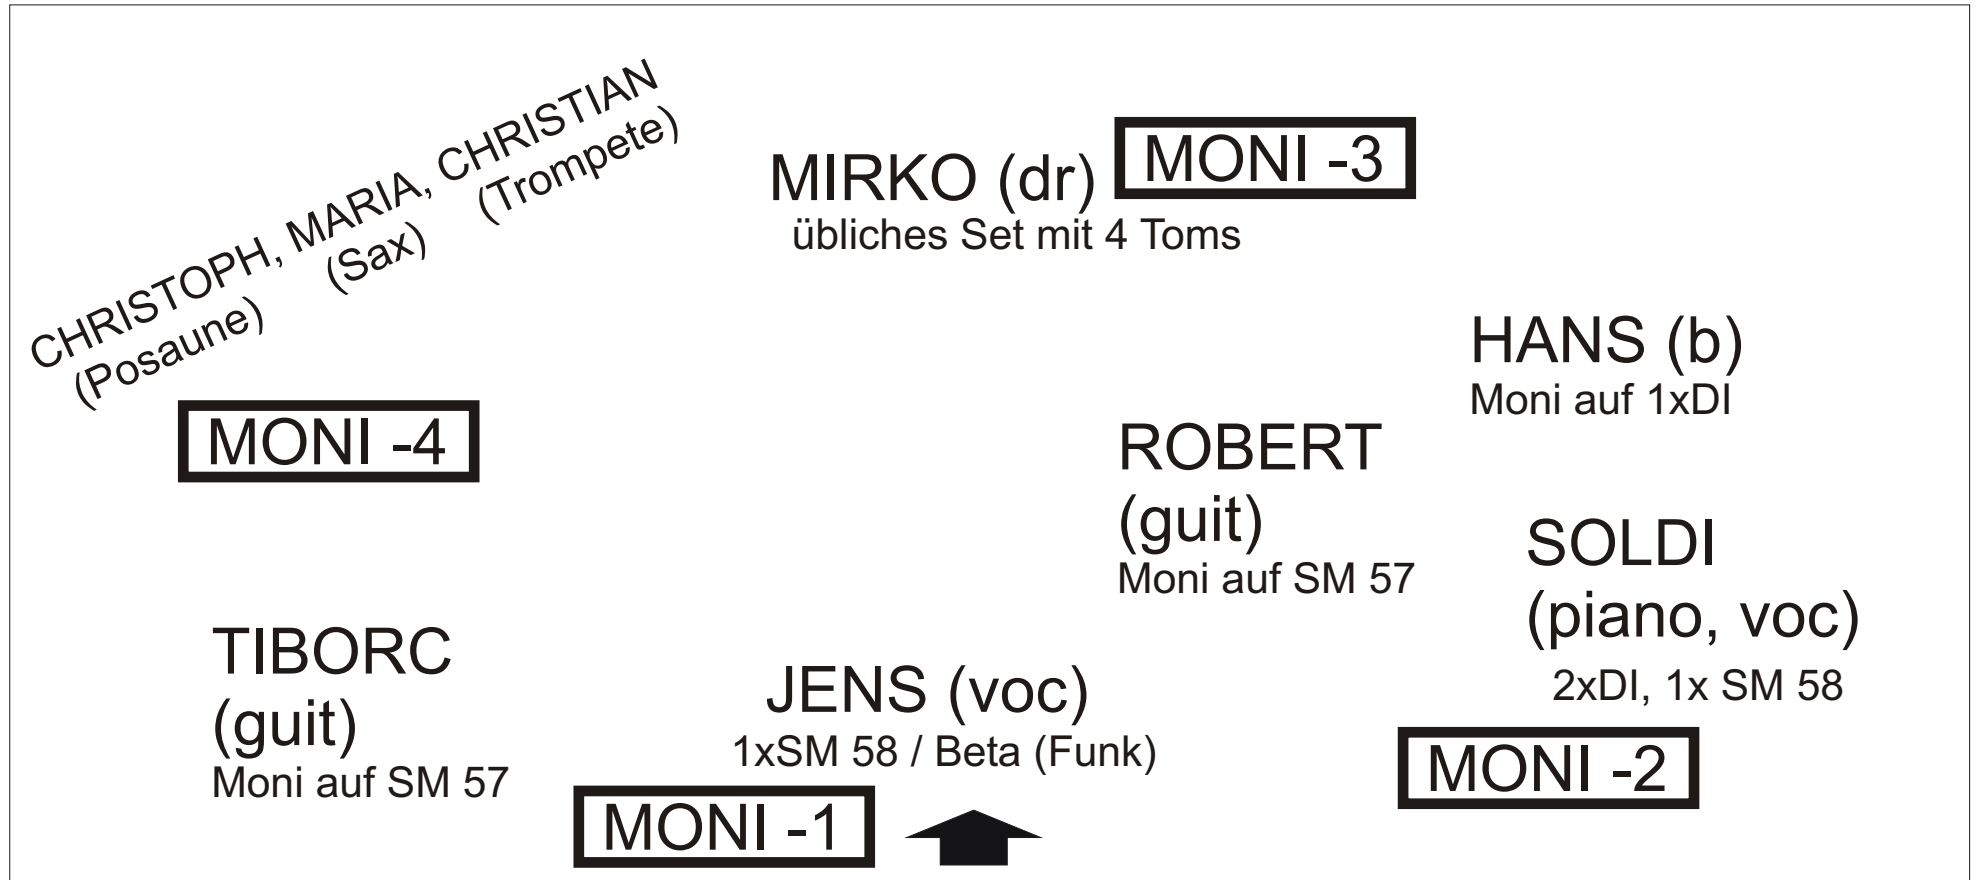 CHRISTOPH, MARIA, CHRISTIAN
(Posaune) (Sax) (Trompete)
MIRKO (dr)
übliches Set mit 4 Toms
MONI -3
HANS (b)
Moni auf 1xDI
MONI -4
ROBERT
(guit)
Moni auf SM 57
SOLDI
(piano, voc)
2xDI, 1x SM 58
TIBORC
(guit)
Moni auf SM 57
JENS (voc)
1xSM 58 / Beta (Funk)
MONI -2
MONI -1